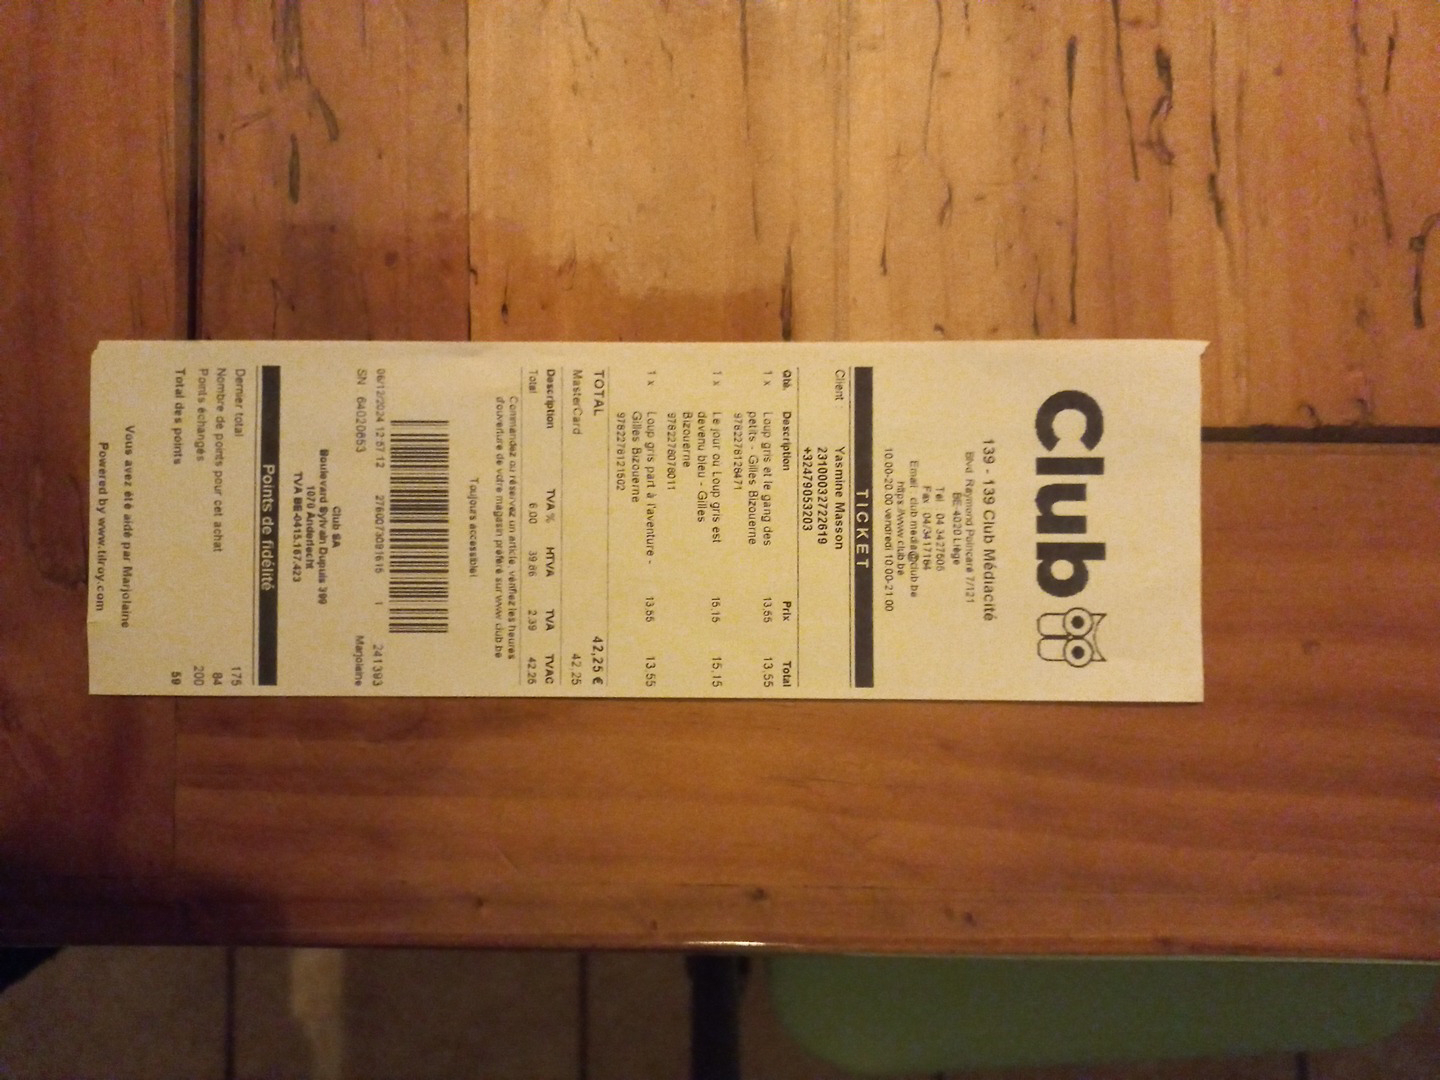 Club
139 - 139 Club Médiacité
Blvd Raymond Poincaré 7/121
BE-4020 Liège
Tel 04 3427505
Fax 04/3417184
Email club.media@club.be
https://www.club.be
10.00-20.00 vendredi 10.00-21.00
TICKET
Client Yasmine Masson
2310003272619
+32479053203
Qté. Description Prix Total
1 x Loup gris et le gang des 13.55 13.55
petits - Gilles Bizouerne
9782278128471
1 x Le jour où Loup gris est 15.15 15.15
devenu bleu - Gilles
Bizouerne
9782278078011
1 x Loup gris part à l'aventure - 13.55 13.55
Gilles Bizouerne
9782278121502
TOTAL 42,25 €
MasterCard 42.25
Description TVA % HTVA TVA TVAC
Total 6.00 39.86 2.39 42.25
Commandez ou réservez un article, vérifiez les heures
d'ouverture de votre magasin préféré sur www.club.be
Toujours accessible!
06/12/2024 12:57:12 1 241393
SN 64020653 Marjolaine
Club SA
Boulevard Sylvain Dupuis 399
1070 Anderlecht
TVA BE-0415.187.423
Points de fidélité
Dernier total 175
Nombre de points pour cet achat 84
Points échangés 200
Total des points 59
Vous avez été aidé par Marjolaine
Powered by www.tilroy.com